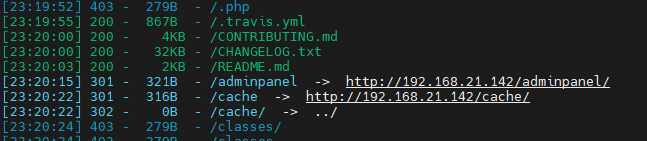 [23:19:52] 403 -   279B  - /.php
[23:19:55] 200 -   867B  - /.travis.yml
[23:20:00] 200 -     4KB - /CONTRIBUTING.md
[23:20:00] 200 -    32KB - /CHANGELOG.txt
[23:20:03] 200 -     2KB - /README.md
[23:20:15] 301 -   321B  - /adminpanel  ->  http://192.168.21.142/adminpanel/
[23:20:22] 301 -   316B  - /cache  ->  http://192.168.21.142/cache/
[23:20:22] 302 -     0B  - /cache/  ->  ../
[23:20:24] 403 -   279B  - /classes/